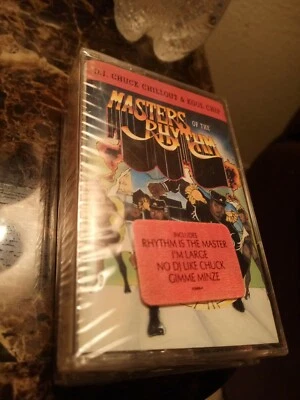 D.J. CHUCK CHILLOUT & KOOL CHIP
MASTERS
OF THE
RHYTHM
INCLUDES
RHYTHM IS THE MASTER
I'M LARGE
NO DJ LIKE CHUCK
GIMME MINZE